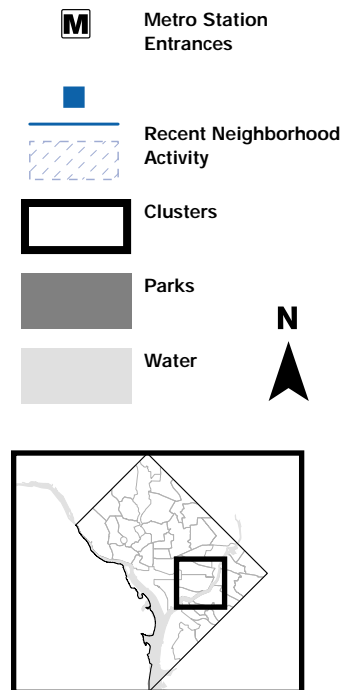 M
Metro Station
Entrances
Recent Neighborhood
Activity
Clusters
Parks
N
Water